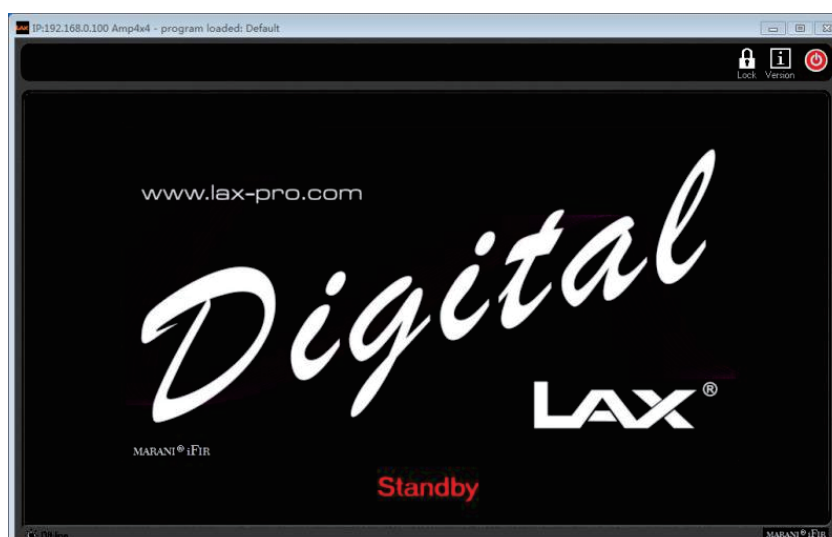 IP:192.168.0.100 Amp4x4 - program loaded: Default
Lock Version
www.lax-pro.com
Digital
LAX®
MARANI® iFIR
Standby
MARANI® iFIR